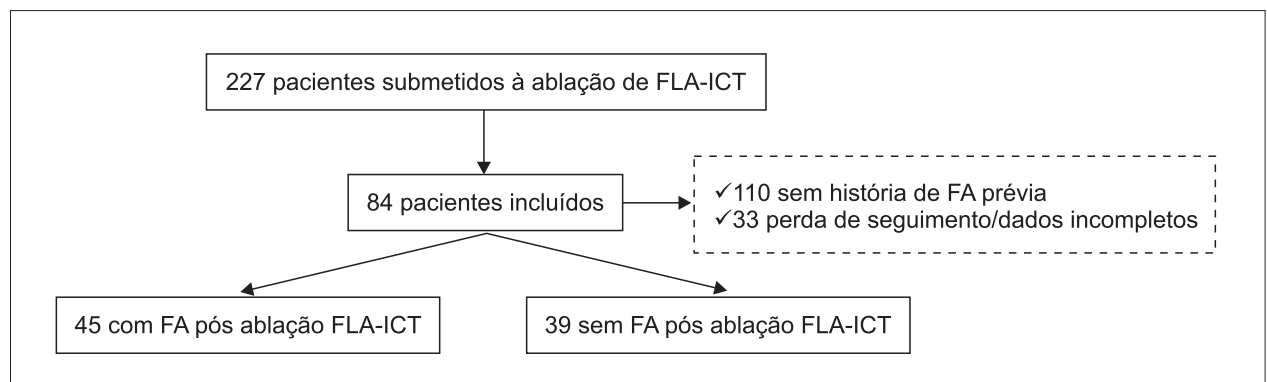 227 pacientes submetidos à ablação de FLA-ICT
84 pacientes incluídos
✓110 sem história de FA prévia
✓33 perda de seguimento/dados incompletos
45 com FA pós ablação FLA-ICT
39 sem FA pós ablação FLA-ICT